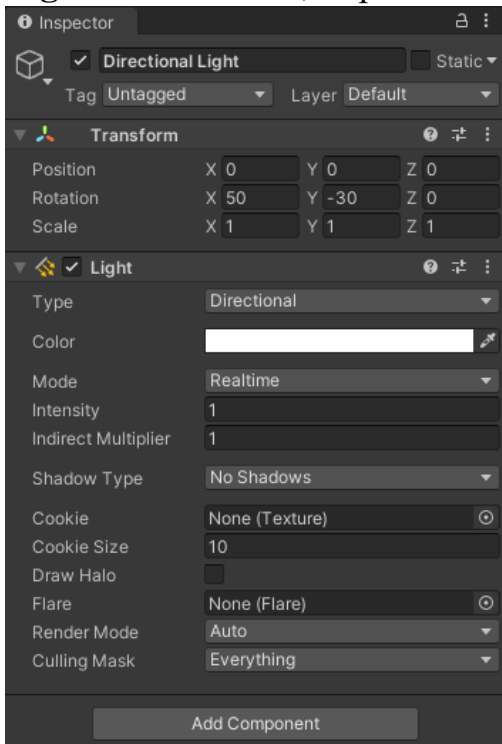 Inspector
Directional Light Static
Tag Untagged Layer Default
Transform
Position X 0 Y 0 Z 0
Rotation X 50 Y -30 Z 0
Scale X 1 Y 1 Z 1
Light
Type Directional
Color
Mode Realtime
Intensity 1
Indirect Multiplier 1
Shadow Type No Shadows
Cookie None (Texture)
Cookie Size 10
Draw Halo
Flare None (Flare)
Render Mode Auto
Culling Mask Everything
Add Component